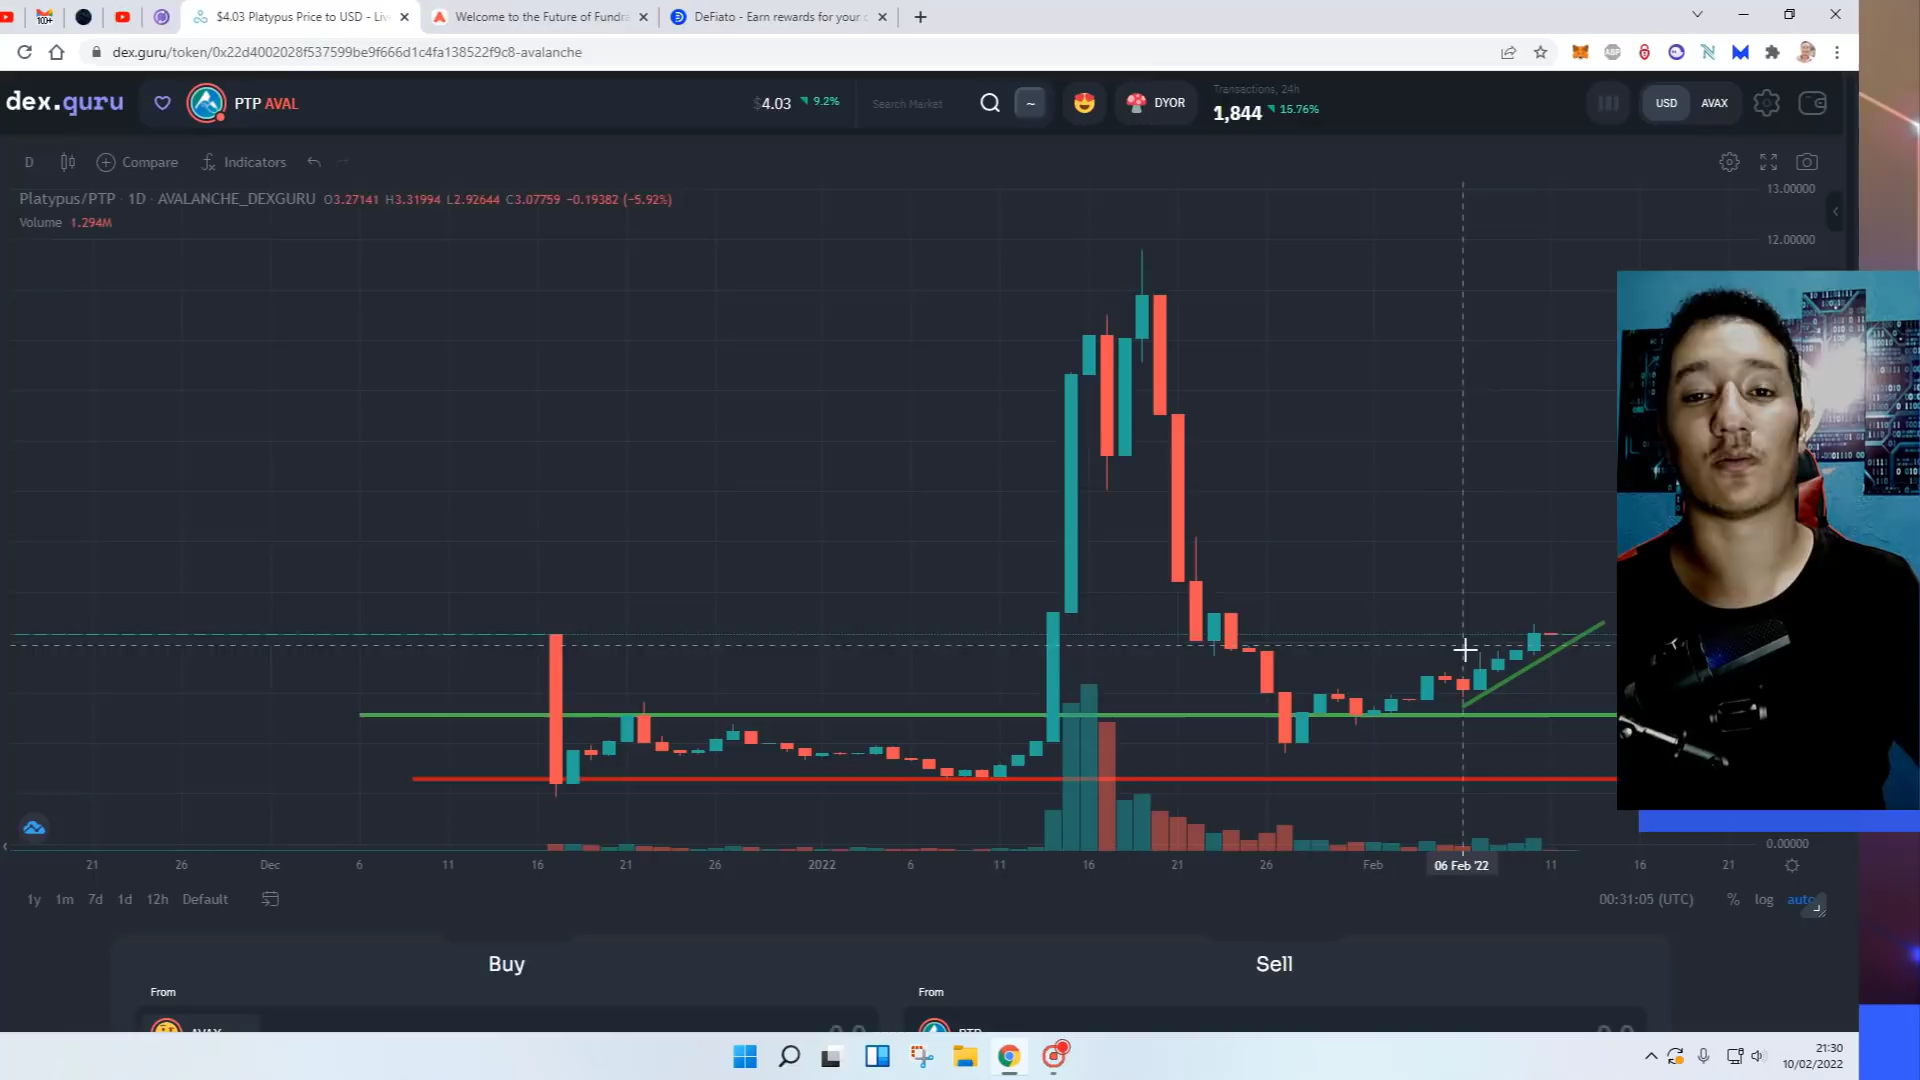 100+
$4.03 Platypus Price to USD - Liv
Welcome to the Future of Fundra
DeFiato - Earn rewards for your c
dex.guru/token/0x22d4002028f537599be9f666d1c4fa138522f9c8-avalanche
ABP
dex.guru
PTP AVAL
$4.03 9.2%
Search Market
~
DYOR
Transactions, 24h
1,844 15.76%
USD
AVAX
D
Compare
Indicators
Platypus/PTP · 1D · AVALANCHE_DEXGURU O3.27141 H3.31994 L2.92644 C3.07759 −0.19382 (−5.92%)
Volume 1.294M
13.00000
12.00000
0.00000
21 26 Dec 6 11 16 21 26 2022 6 11 16 21 26 Feb 06 Feb '22 11 16 21
1y 1m 7d 1d 12h Default
00:31:05 (UTC) % log auto
Buy
Sell
From
From
AVAX
PTP
21:30
10/02/2022